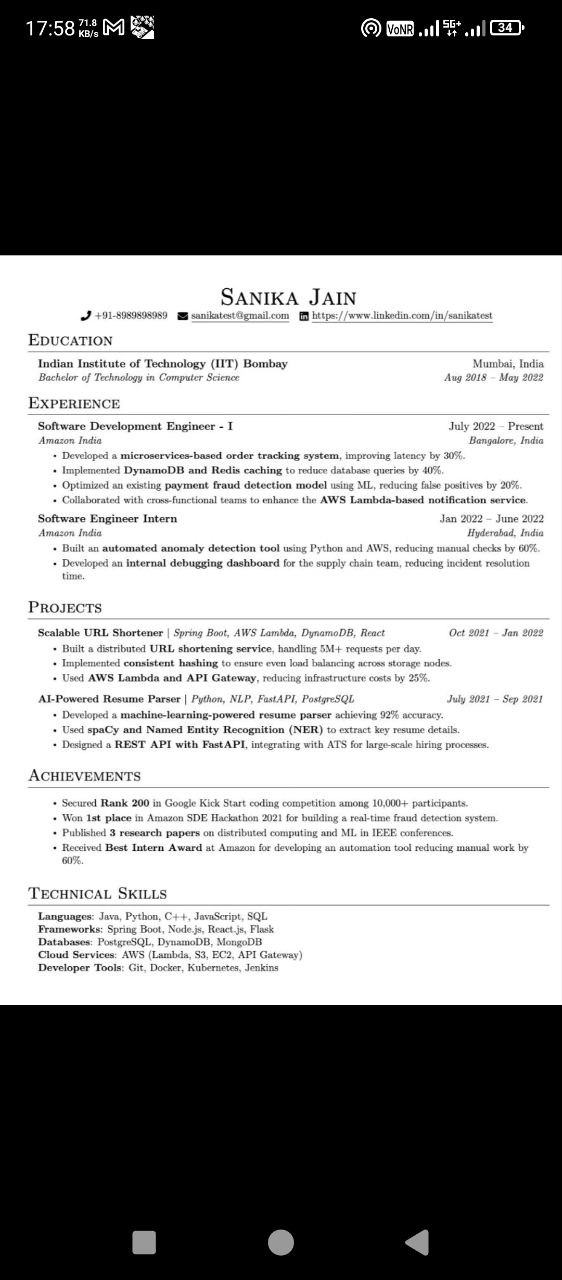 17:58 71.8 KB/s VoNR 5G+ 34
Sanika Jain
+91-8989898989 sanikatest@gmail.com https://www.linkedin.com/in/sanikatest
Education
Indian Institute of Technology (IIT) Bombay Mumbai, India
Bachelor of Technology in Computer Science Aug 2018 – May 2022
Experience
Software Development Engineer - I July 2022 – Present
Amazon India Bangalore, India
• Developed a microservices-based order tracking system, improving latency by 30%.
• Implemented DynamoDB and Redis caching to reduce database queries by 40%.
• Optimized an existing payment fraud detection model using ML, reducing false positives by 20%.
• Collaborated with cross-functional teams to enhance the AWS Lambda-based notification service.
Software Engineer Intern Jan 2022 – June 2022
Amazon India Hyderabad, India
• Built an automated anomaly detection tool using Python and AWS, reducing manual checks by 60%.
• Developed an internal debugging dashboard for the supply chain team, reducing incident resolution
time.
Projects
Scalable URL Shortener | Spring Boot, AWS Lambda, DynamoDB, React Oct 2021 – Jan 2022
• Built a distributed URL shortening service, handling 5M+ requests per day.
• Implemented consistent hashing to ensure even load balancing across storage nodes.
• Used AWS Lambda and API Gateway, reducing infrastructure costs by 25%.
AI-Powered Resume Parser | Python, NLP, FastAPI, PostgreSQL July 2021 – Sep 2021
• Developed a machine-learning-powered resume parser achieving 92% accuracy.
• Used spaCy and Named Entity Recognition (NER) to extract key resume details.
• Designed a REST API with FastAPI, integrating with ATS for large-scale hiring processes.
Achievements
• Secured Rank 200 in Google Kick Start coding competition among 10,000+ participants.
• Won 1st place in Amazon SDE Hackathon 2021 for building a real-time fraud detection system.
• Published 3 research papers on distributed computing and ML in IEEE conferences.
• Received Best Intern Award at Amazon for developing an automation tool reducing manual work by
60%.
Technical Skills
Languages: Java, Python, C++, JavaScript, SQL
Frameworks: Spring Boot, Node.js, React.js, Flask
Databases: PostgreSQL, DynamoDB, MongoDB
Cloud Services: AWS (Lambda, S3, EC2, API Gateway)
Developer Tools: Git, Docker, Kubernetes, Jenkins